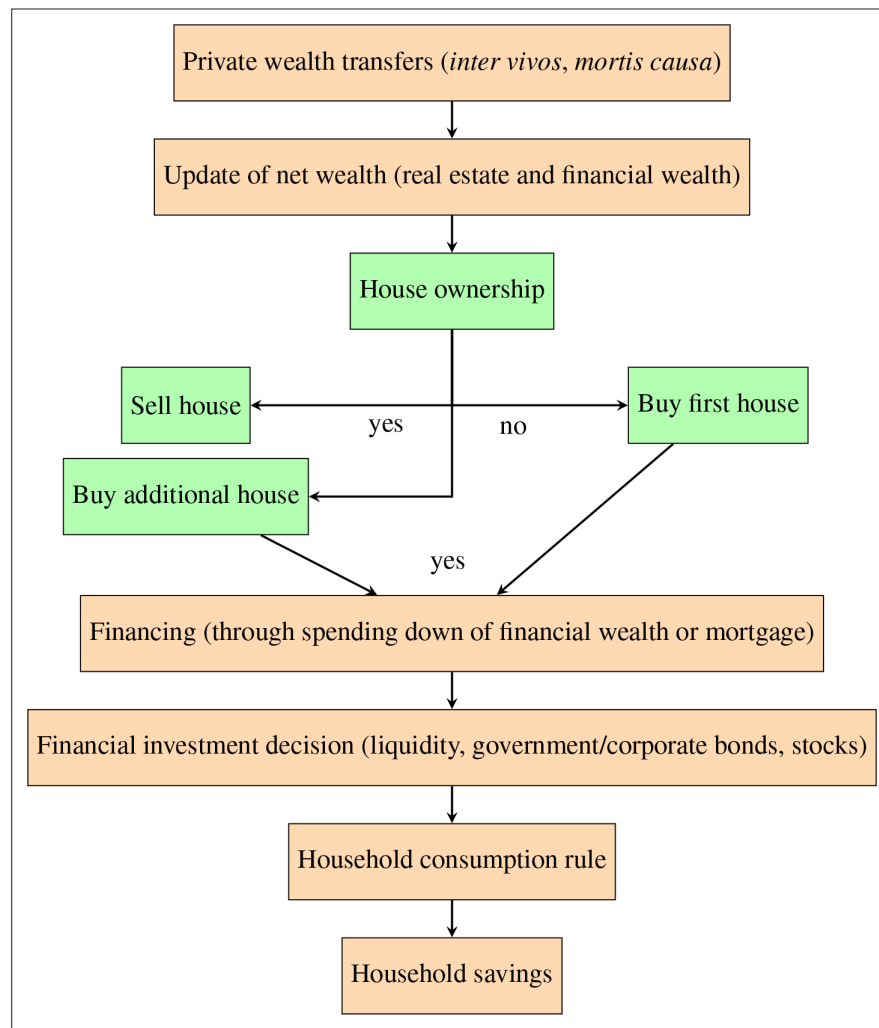 Private wealth transfers (inter vivos, mortis causa)
Update of net wealth (real estate and financial wealth)
House ownership
Sell house
yes
no
Buy first house
Buy additional house
yes
Financing (through spending down of financial wealth or mortgage)
Financial investment decision (liquidity, government/corporate bonds, stocks)
Household consumption rule
Household savings